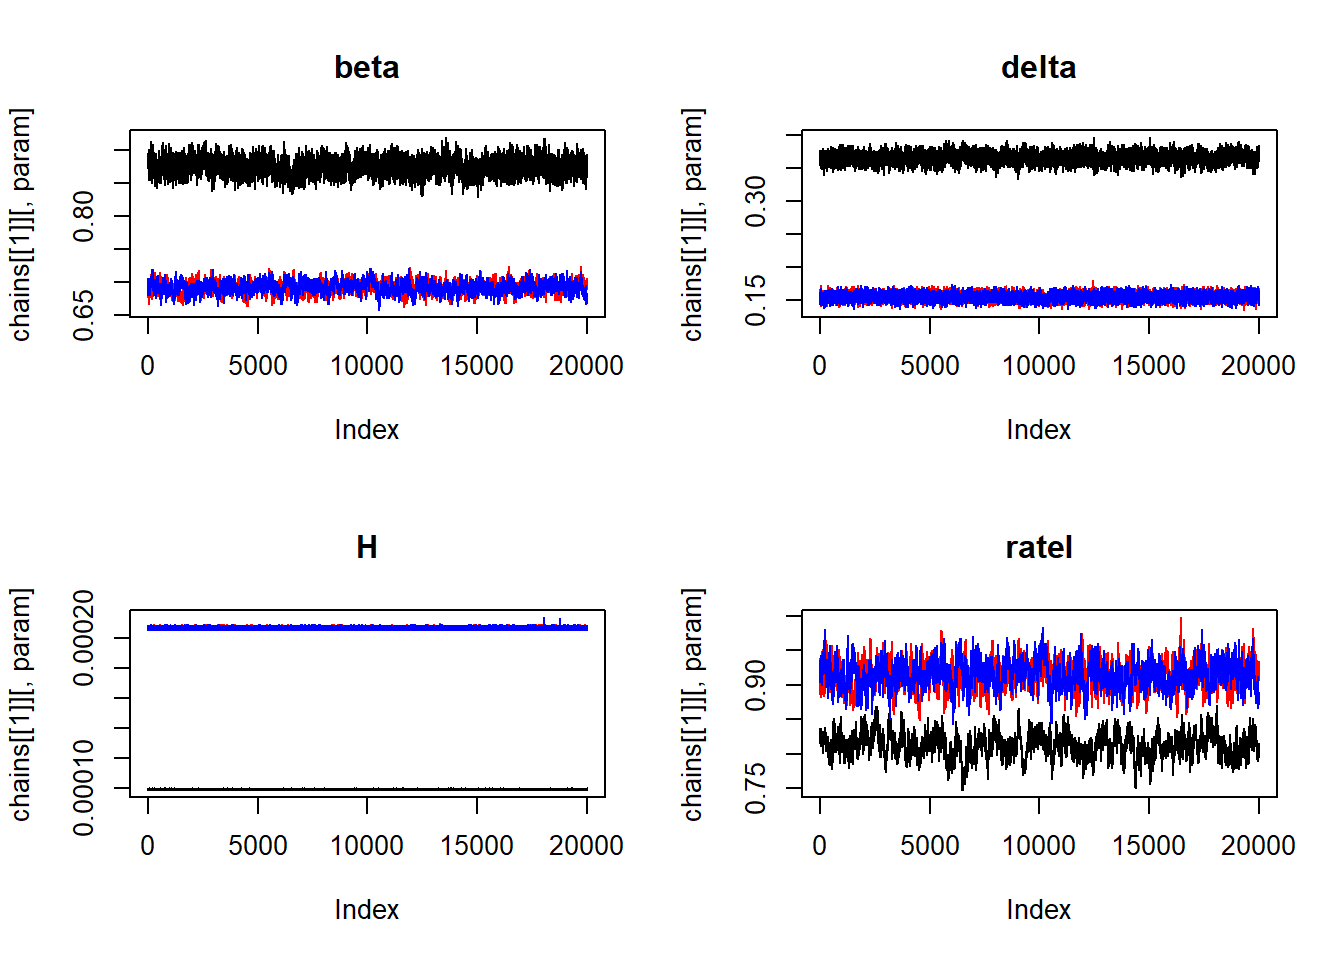 beta
chains[[1]][, param]
0.65 0.80
0 5000 10000 15000 20000
Index
delta
chains[[1]][, param]
0.15 0.30
0 5000 10000 15000 20000
Index
H
chains[[1]][, param]
0.00010 0.00020
0 5000 10000 15000 20000
Index
rateI
chains[[1]][, param]
0.75 0.90
0 5000 10000 15000 20000
Index